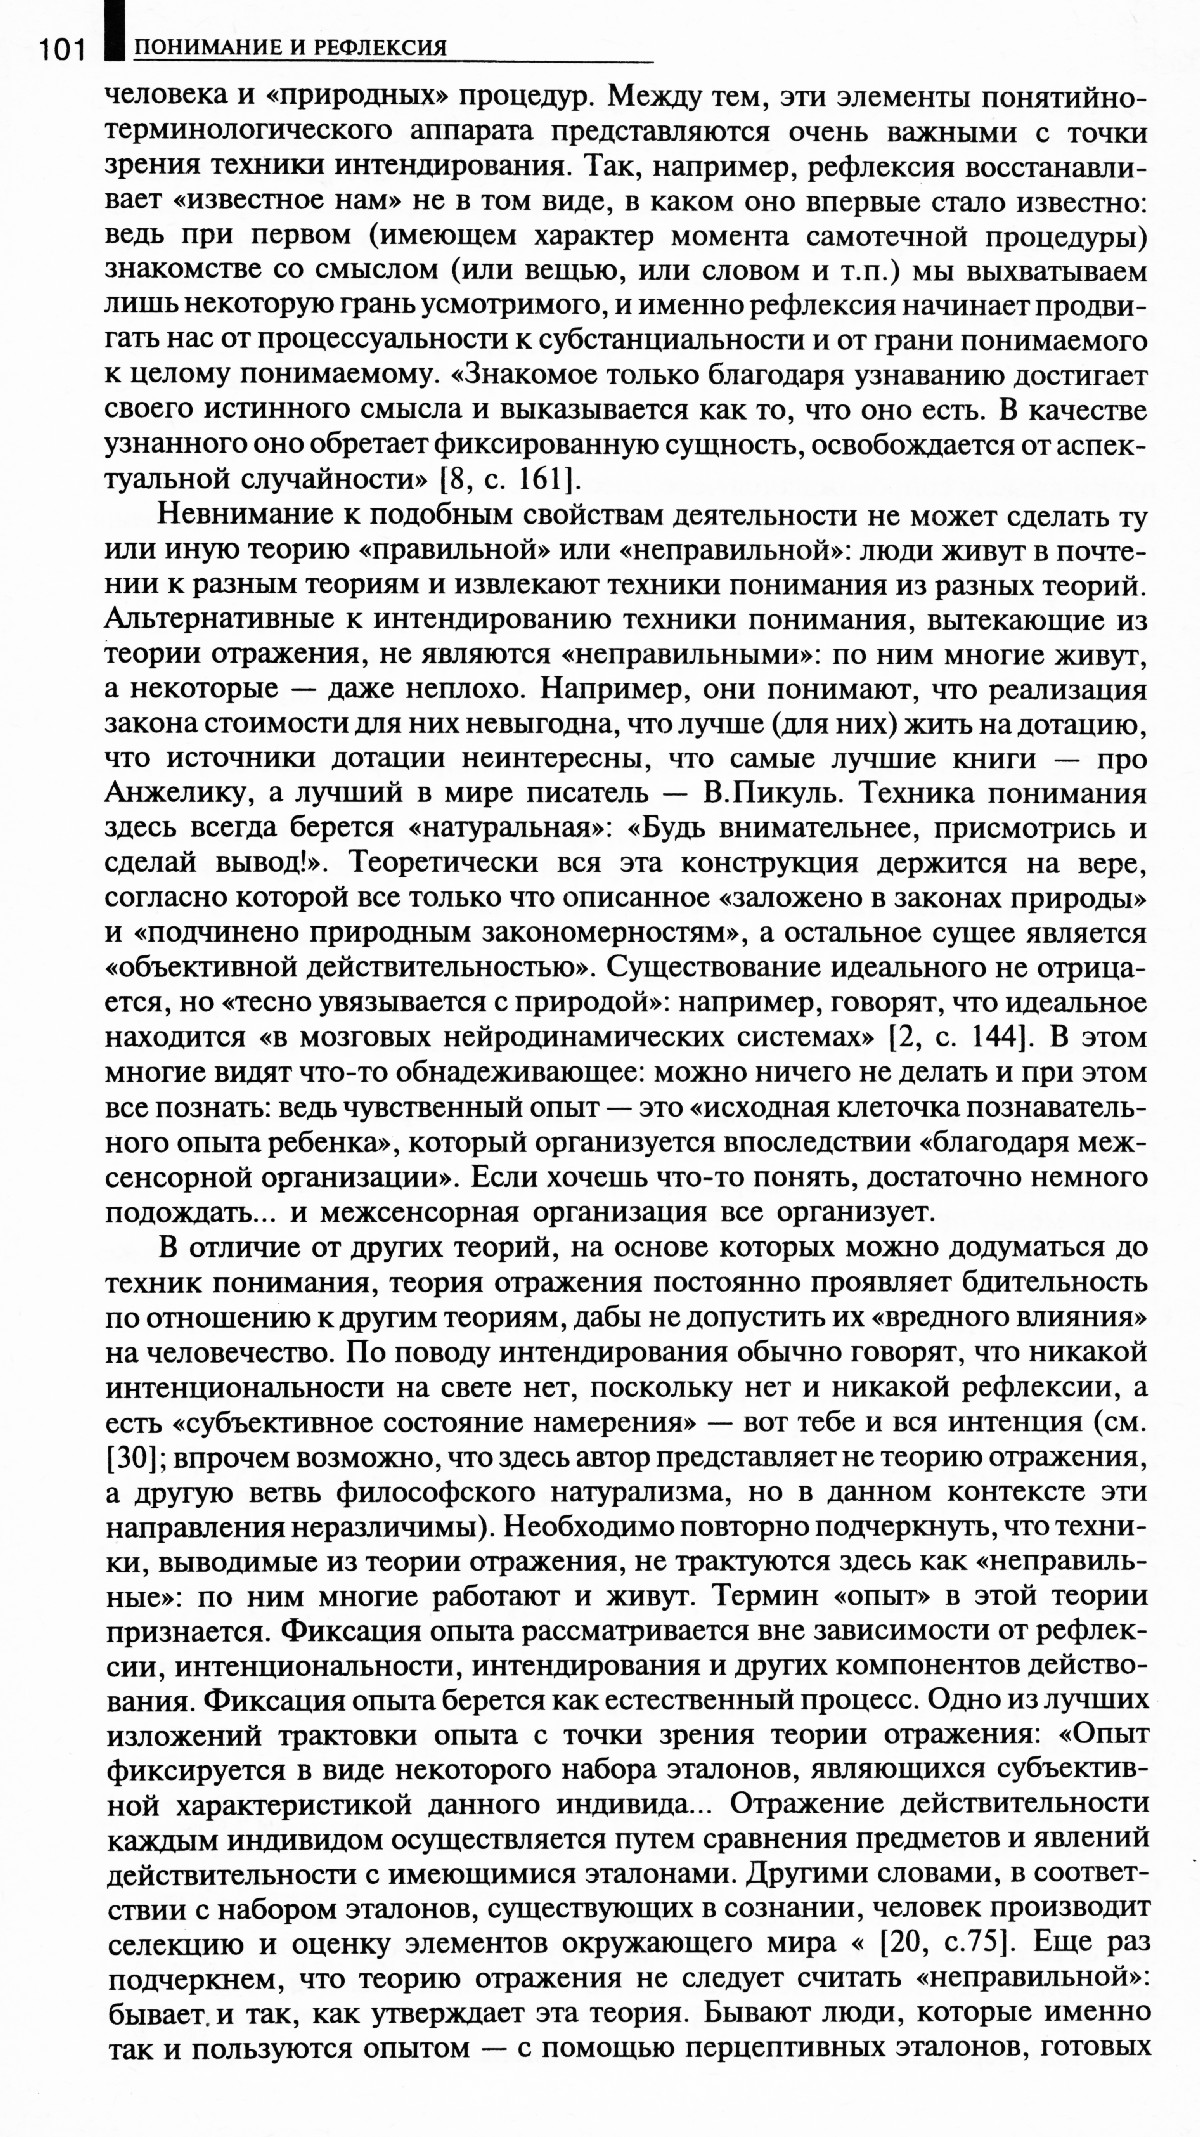 101 ПОНИМАНИЕ И РЕФЛЕКСИЯ
человека и «природных» процедур. Между тем, эти элементы понятийно-
терминологического аппарата представляются очень важными с точки
зрения техники интендирования. Так, например, рефлексия восстанавли-
вает «известное нам» не в том виде, в каком оно впервые стало известно:
ведь при первом (имеющем характер момента самотечной процедуры)
знакомстве со смыслом (или вещью, или словом и т.п.) мы выхватываем
лишь некоторую грань усмотримого, и именно рефлексия начинает продви-
гать нас от процессуальности к субстанциальности и от грани понимаемого
к целому понимаемому. «Знакомое только благодаря узнаванию достигает
своего истинного смысла и выказывается как то, что оно есть. В качестве
узнанного оно обретает фиксированную сущность, освобождается от аспек-
туальной случайности» [8, с. 161].
Невнимание к подобным свойствам деятельности не может сделать ту
или иную теорию «правильной» или «неправильной»: люди живут в почте-
нии к разным теориям и извлекают техники понимания из разных теорий.
Альтернативные к интендированию техники понимания, вытекающие из
теории отражения, не являются «неправильными»: по ним многие живут,
а некоторые — даже неплохо. Например, они понимают, что реализация
закона стоимости для них невыгодна, что лучше (для них) жить на дотацию,
что источники дотации неинтересны, что самые лучшие книги — про
Анжелику, а лучший в мире писатель — В.Пикуль. Техника понимания
здесь всегда берется «натуральная»: «Будь внимательнее, присмотрись и
сделай вывод!». Теоретически вся эта конструкция держится на вере,
согласно которой все только что описанное «заложено в законах природы»
и «подчинено природным закономерностям», а остальное сущее является
«объективной действительностью». Существование идеального не отрица-
ется, но «тесно увязывается с природой»: например, говорят, что идеальное
находится «в мозговых нейродинамических системах» [2, с. 144]. В этом
многие видят что-то обнадеживающее: можно ничего не делать и при этом
все познать: ведь чувственный опыт — это «исходная клеточка познаватель-
ного опыта ребенка», который организуется впоследствии «благодаря меж-
сенсорной организации». Если хочешь что-то понять, достаточно немного
подождать... и межсенсорная организация все организует.
В отличие от других теорий, на основе которых можно додуматься до
техник понимания, теория отражения постоянно проявляет бдительность
по отношению к другим теориям, дабы не допустить их «вредного влияния»
на человечество. По поводу интендирования обычно говорят, что никакой
интенциональности на свете нет, поскольку нет и никакой рефлексии, а
есть «субъективное состояние намерения» — вот тебе и вся интенция (см.
[30]; впрочем возможно, что здесь автор представляет не теорию отражения,
а другую ветвь философского натурализма, но в данном контексте эти
направления неразличимы). Необходимо повторно подчеркнуть, что техни-
ки, выводимые из теории отражения, не трактуются здесь как «неправиль-
ные»: по ним многие работают и живут. Термин «опыт» в этой теории
признается. Фиксация опыта рассматривается вне зависимости от рефлек-
сии, интенциональности, интендирования и других компонентов действо-
вания. Фиксация опыта берется как естественный процесс. Одно из лучших
изложений трактовки опыта с точки зрения теории отражения: «Опыт
фиксируется в виде некоторого набора эталонов, являющихся субъектив-
ной характеристикой данного индивида... Отражение действительности
каждым индивидом осуществляется путем сравнения предметов и явлений
действительности с имеющимися эталонами. Другими словами, в соответ-
ствии с набором эталонов, существующих в сознании, человек производит
селекцию и оценку элементов окружающего мира « [20, с.75]. Еще раз
подчеркнем, что теорию отражения не следует считать «неправильной»:
бывает и так, как утверждает эта теория. Бывают люди, которые именно
так и пользуются опытом — с помощью перцептивных эталонов, готовых